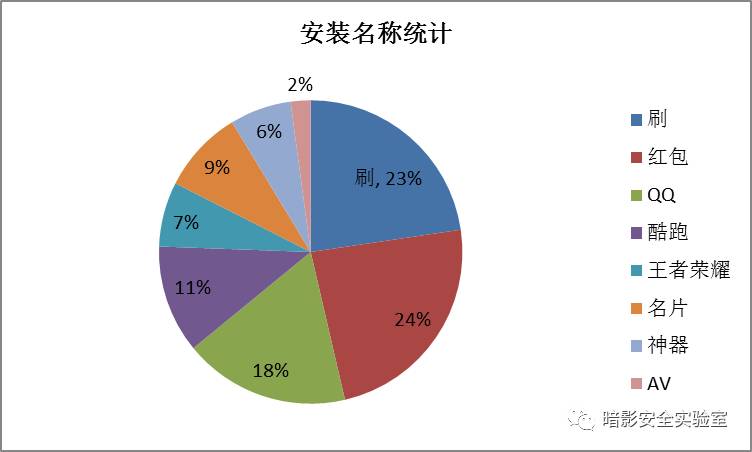 安装名称统计
2%
6%
9%
刷, 23%
7%
11%
24%
18%
刷
红包
QQ
酷跑
王者荣耀
名片
神器
AV
暗影安全实验室